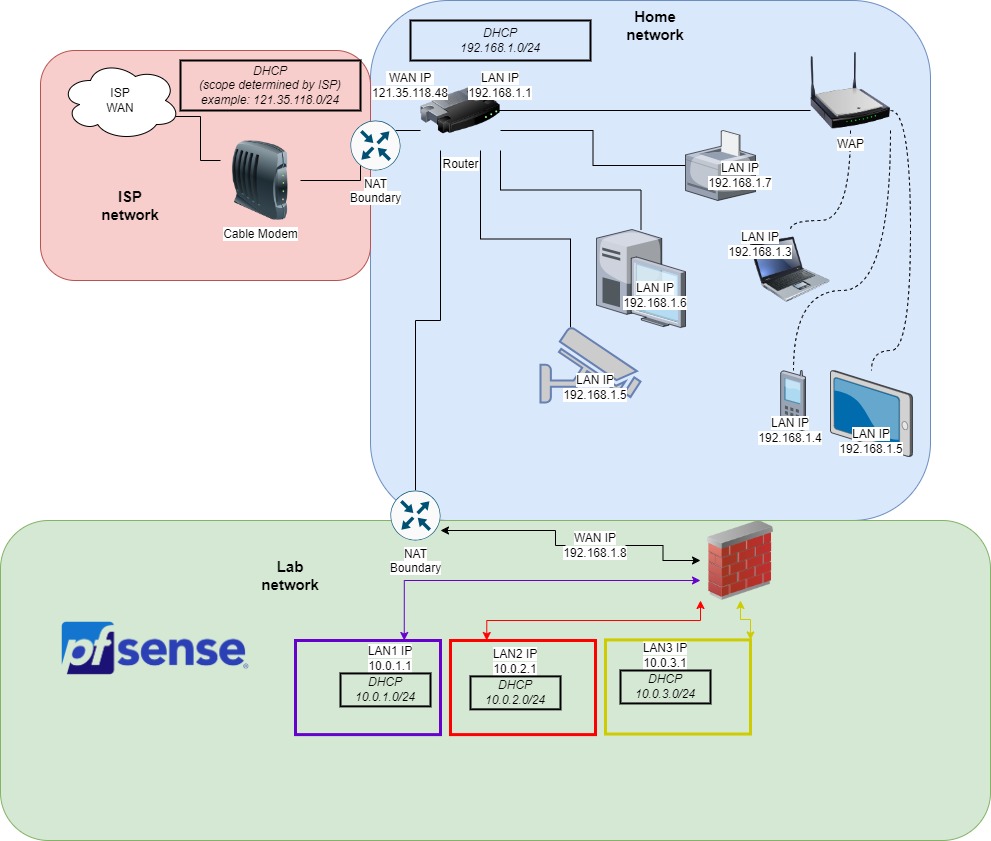 Home
network
DHCP
192.168.1.0/24
DHCP
(scope determined by ISP)
example: 121.35.118.0/24
ISP
WAN
WAN IP
121.35.118.48
LAN IP
192.168.1.1
Router
WAP
NAT
Boundary
ISP
network
Cable Modem
LAN IP
192.168.1.7
LAN IP
192.168.1.3
LAN IP
192.168.1.6
LAN IP
192.168.1.5
LAN IP
192.168.1.4
LAN IP
192.168.1.5
NAT
Boundary
WAN IP
192.168.1.8
Lab
network
pfsense
LAN1 IP
10.0.1.1
DHCP
10.0.1.0/24
LAN2 IP
10.0.2.1
DHCP
10.0.2.0/24
LAN3 IP
10.0.3.1
DHCP
10.0.3.0/24